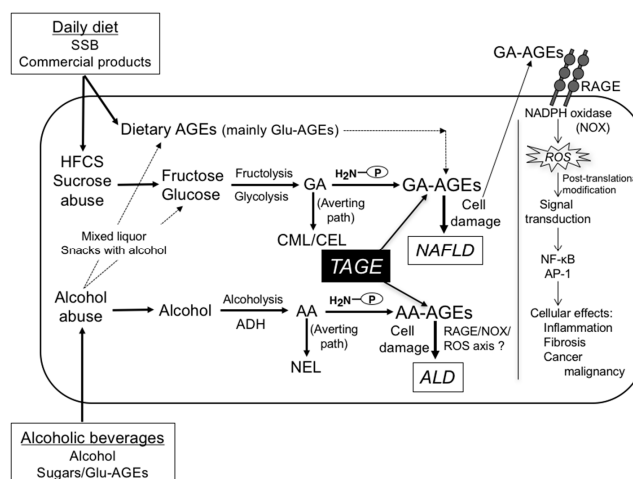 Daily diet
SSB
Commercial products
GA-AGEs
RAGE
NADPH oxidase
(NOX)
ROS
Post-translational
modification
Signal
transduction
NF-κB
AP-1
Cellular effects:
Inflammation
Fibrosis
Cancer
malignancy
Dietary AGEs (mainly Glu-AGEs)
HFCS
Sucrose
abuse
Fructose
Glucose
Fructolysis
Glycolysis
GA
H₂N-P
GA-AGEs
(Averting
path)
CML/CEL
Cell
damage
NAFLD
Mixed liquor
Snacks with alcohol
TAGE
Alcohol
abuse
Alcohol
Alcoholysis
ADH
AA
H₂N-P
AA-AGEs
(Averting
path)
NEL
Cell
damage
RAGE/NOX/
ROS axis ?
ALD
Alcoholic beverages
Alcohol
Sugars/Glu-AGEs